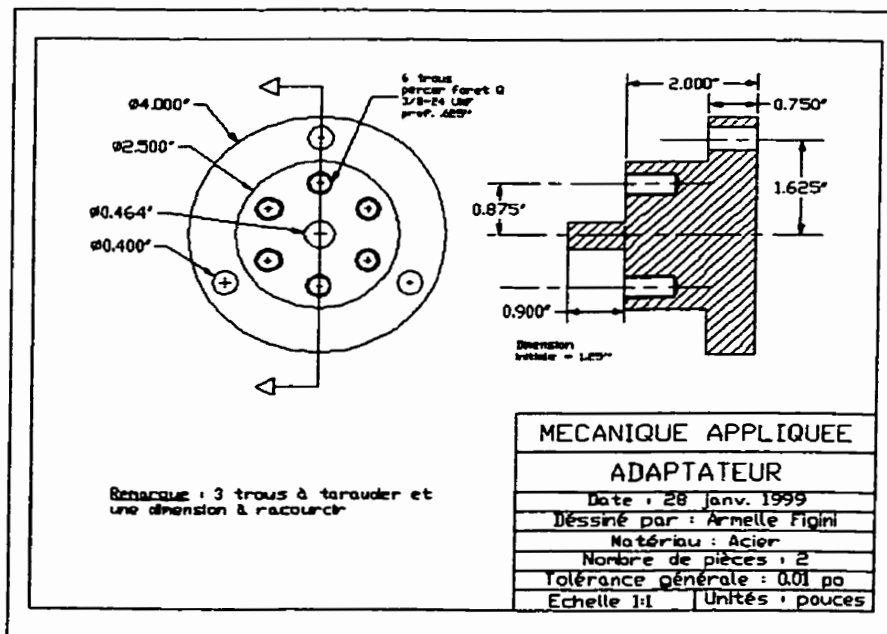 6 trous
percer foret Q
3/8-24 UNF
prof. .625"
ø4.000"
ø2.500"
ø0.464"
ø0.400"
2.000"
0.750"
0.875"
1.625"
0.900"
Dimension
initiale = 1.25"
Remarque : 3 trous à tarauder et
une dimension à racourcir
MECANIQUE APPLIQUEE
ADAPTATEUR
Date : 28 janv. 1999
Déssiné par : Armelle Figini
Matériau : Acier
Nombre de pièces : 2
Tolérance générale : 0.01 po
Echelle 1:1
Unités : pouces